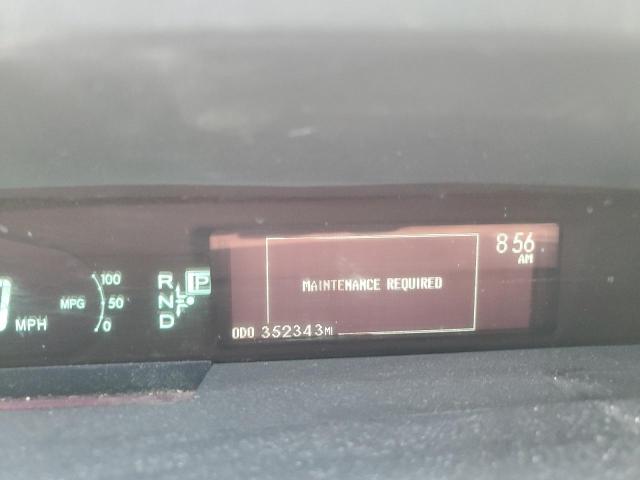 8:56
AM
MAINTENANCE REQUIRED
ODO 352343 MI
100
MPG 50
0
MPH
R P
N
D